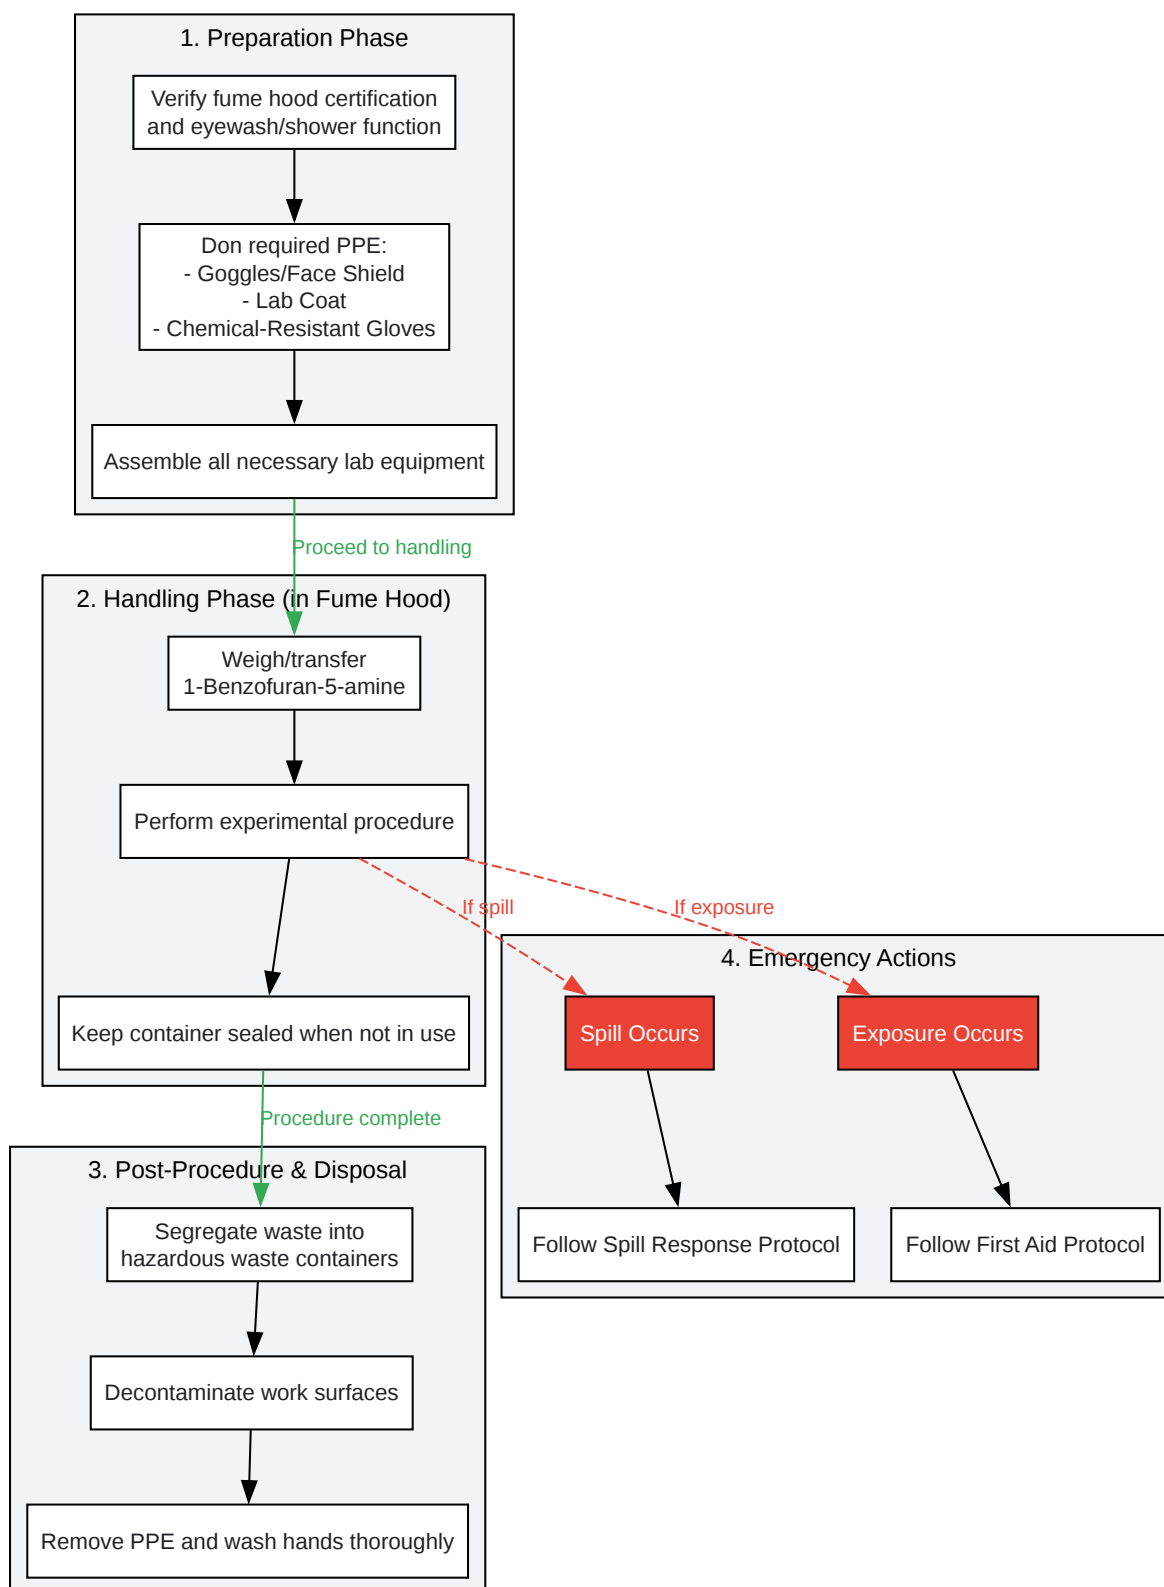 1. Preparation Phase
Verify fume hood certification
and eyewash/shower function
Don required PPE:
- Goggles/Face Shield
- Lab Coat
- Chemical-Resistant Gloves
Assemble all necessary lab equipment
Proceed to handling
2. Handling Phase (in Fume Hood)
Weigh/transfer
1-Benzofuran-5-amine
Perform experimental procedure
If spill
If exposure
4. Emergency Actions
Spill Occurs
Exposure Occurs
Keep container sealed when not in use
Procedure complete
3. Post-Procedure & Disposal
Segregate waste into
hazardous waste containers
Follow Spill Response Protocol
Follow First Aid Protocol
Decontaminate work surfaces
Remove PPE and wash hands thoroughly